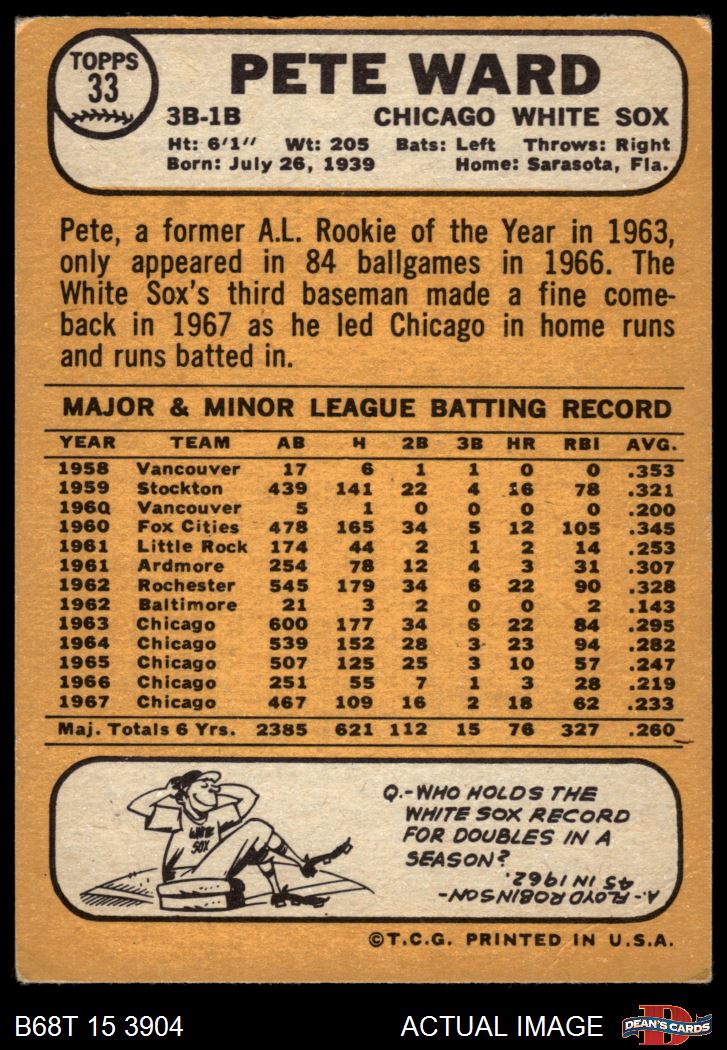 TOPPS
33
PETE WARD
3B-1B CHICAGO WHITE SOX
Ht: 6'1" Wt: 205 Bats: Left Throws: Right
Born: July 26, 1939 Home: Sarasota, Fla.
Pete, a former A.L. Rookie of the Year in 1963,
only appeared in 84 ballgames in 1966. The
White Sox's third baseman made a fine come-
back in 1967 as he led Chicago in home runs
and runs batted in.
MAJOR & MINOR LEAGUE BATTING RECORD
YEAR TEAM AB H 2B 3B HR RBI AVG.
1958 Vancouver 17 6 1 1 0 0 .353
1959 Stockton 439 141 22 4 16 78 .321
1960 Vancouver 5 1 0 0 0 0 .200
1960 Fox Cities 478 165 34 5 12 105 .345
1961 Little Rock 174 44 2 1 2 14 .253
1961 Ardmore 254 78 12 4 3 31 .307
1962 Rochester 545 179 34 6 22 90 .328
1962 Baltimore 21 3 2 0 0 2 .143
1963 Chicago 600 177 34 6 22 84 .295
1964 Chicago 539 152 28 3 23 94 .282
1965 Chicago 507 125 25 3 10 57 .247
1966 Chicago 251 55 7 1 3 28 .219
1967 Chicago 467 109 16 2 18 62 .233
Maj. Totals 6 Yrs. 2385 621 112 15 76 327 .260
WHITE
SOX
Q.-WHO HOLDS THE
WHITE SOX RECORD
FOR DOUBLES IN A
SEASON?
A.-FLOYD ROBINSON-
45 IN 1962.
©T.C.G. PRINTED IN U.S.A.
B68T 15 3904 ACTUAL IMAGE
D
DEAN'S CARDS